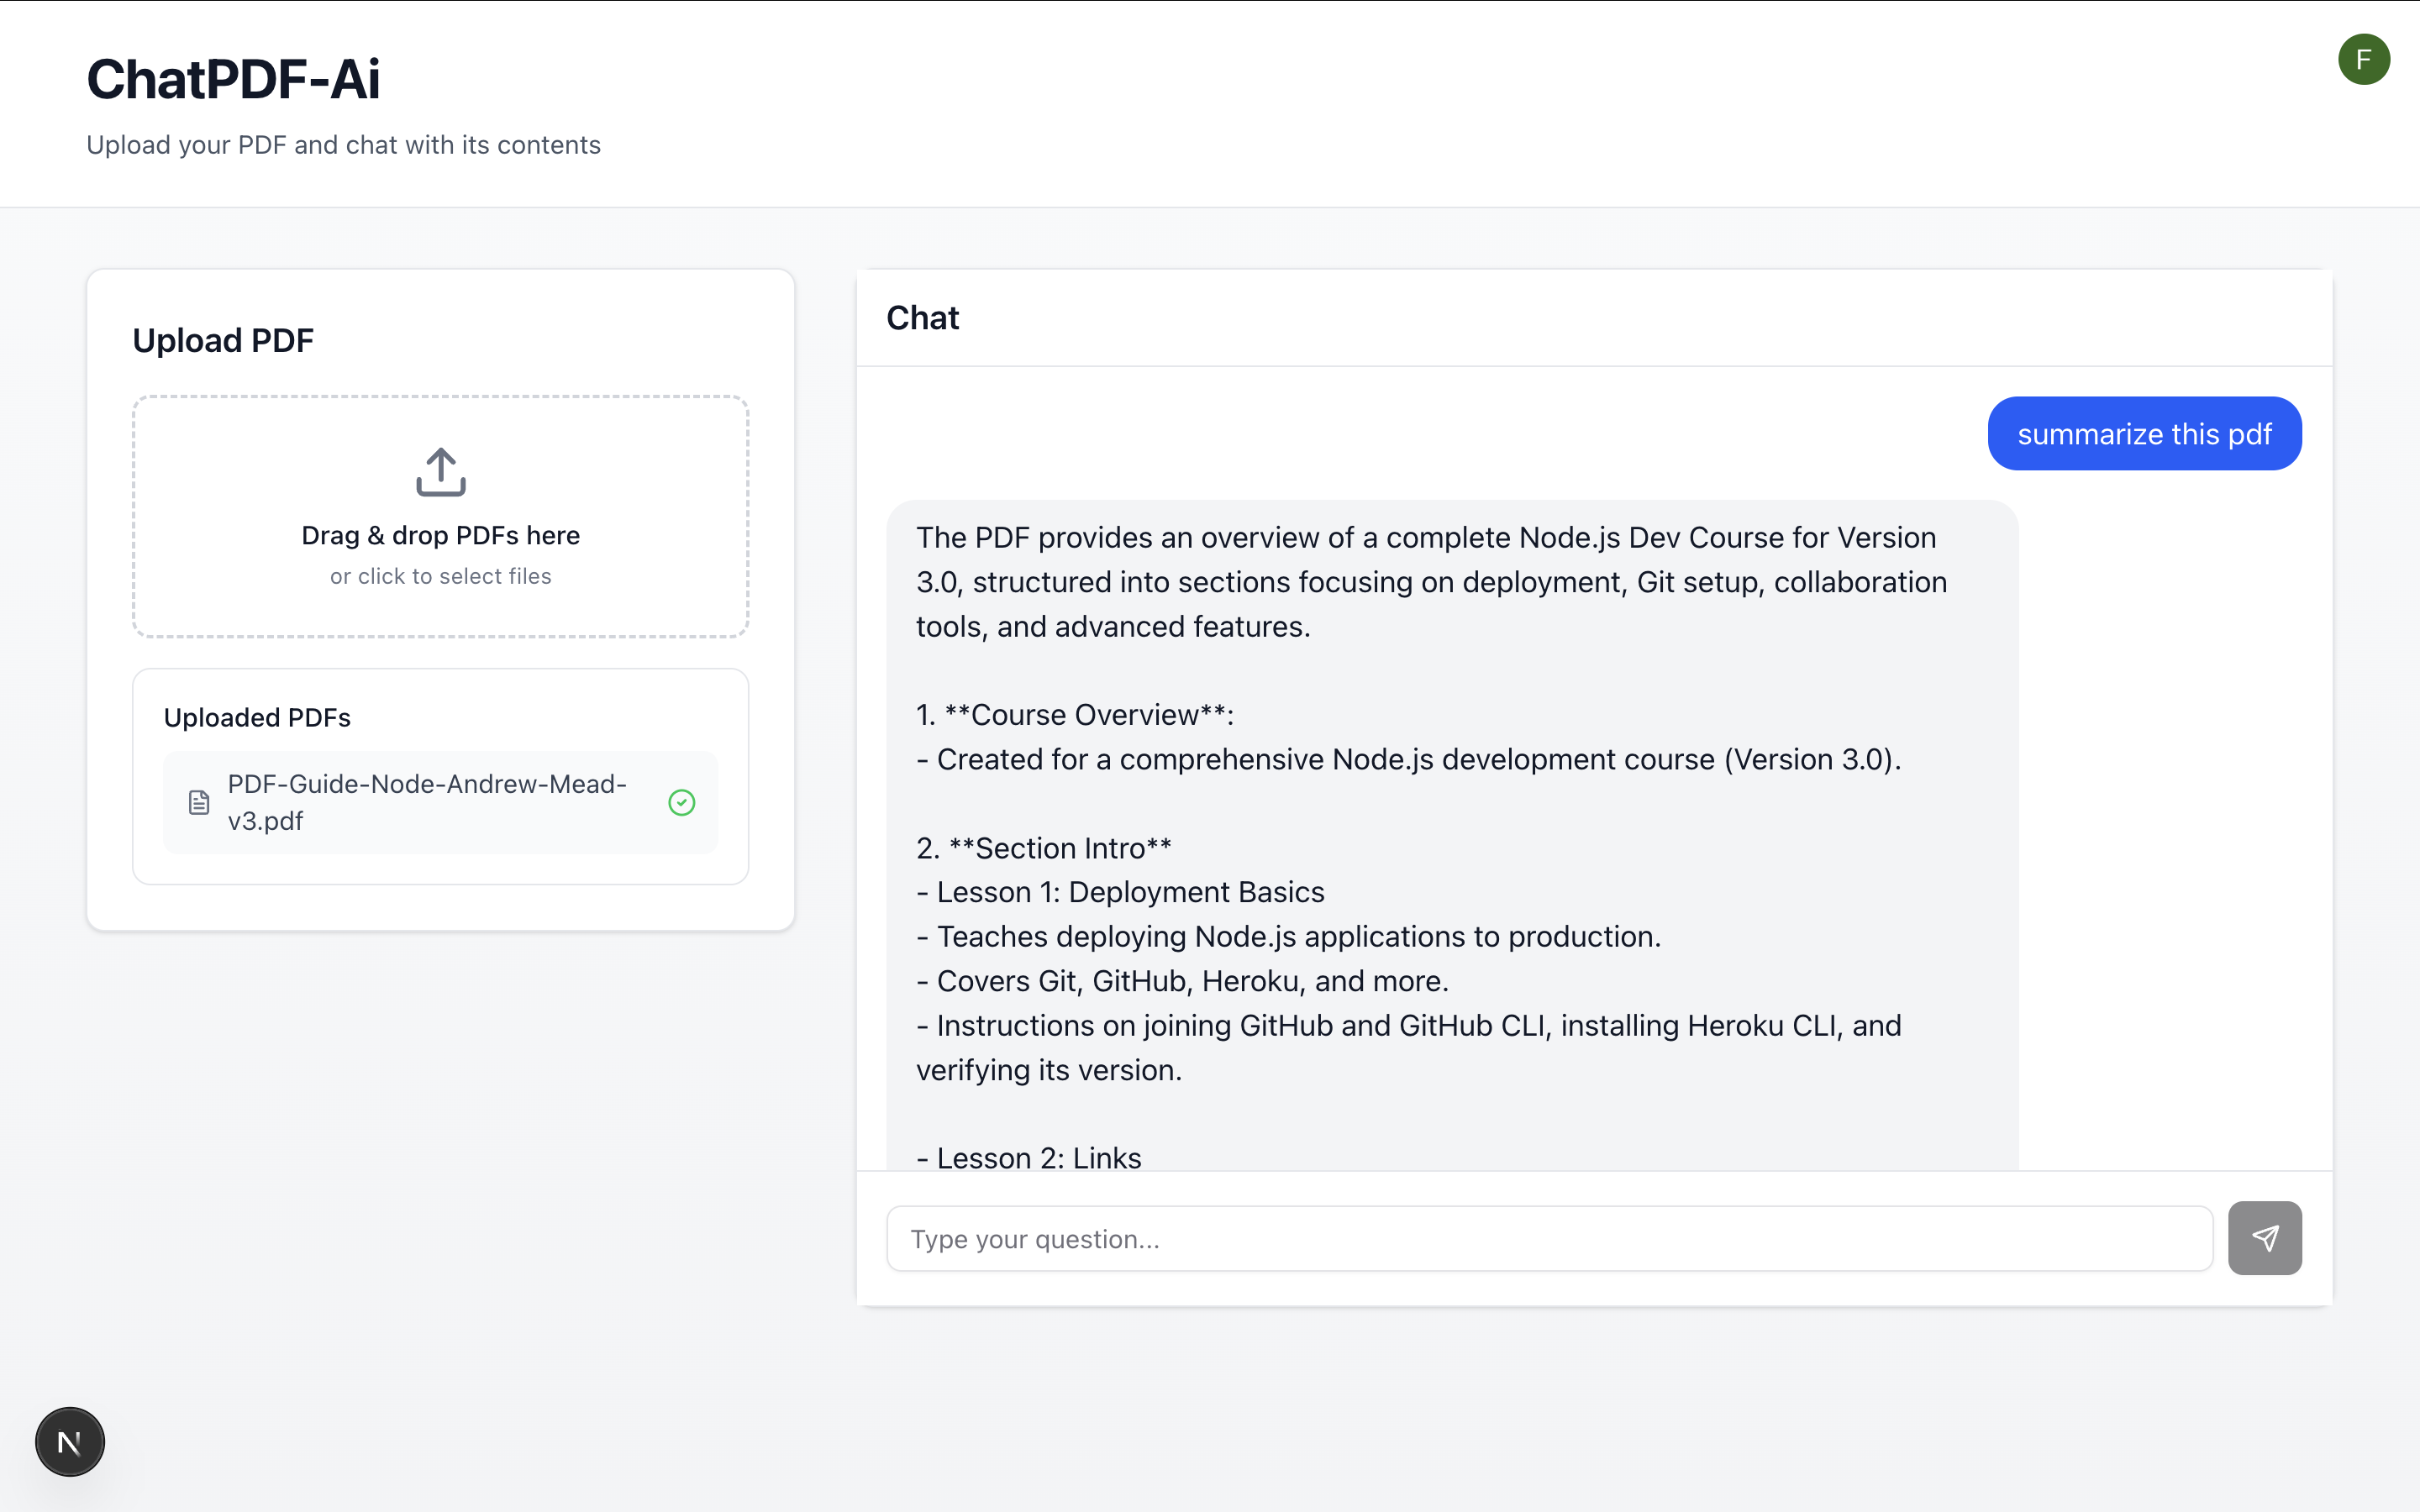 ChatPDF-Ai
Upload your PDF and chat with its contents
F
Upload PDF
Drag & drop PDFs here
or click to select files
Uploaded PDFs
PDF-Guide-Node-Andrew-Mead-
v3.pdf
Chat
summarize this pdf
The PDF provides an overview of a complete Node.js Dev Course for Version
3.0, structured into sections focusing on deployment, Git setup, collaboration
tools, and advanced features.
1. **Course Overview**:
- Created for a comprehensive Node.js development course (Version 3.0).
2. **Section Intro**
- Lesson 1: Deployment Basics
- Teaches deploying Node.js applications to production.
- Covers Git, GitHub, Heroku, and more.
- Instructions on joining GitHub and GitHub CLI, installing Heroku CLI, and
verifying its version.
- Lesson 2: Links
Type your question...
N